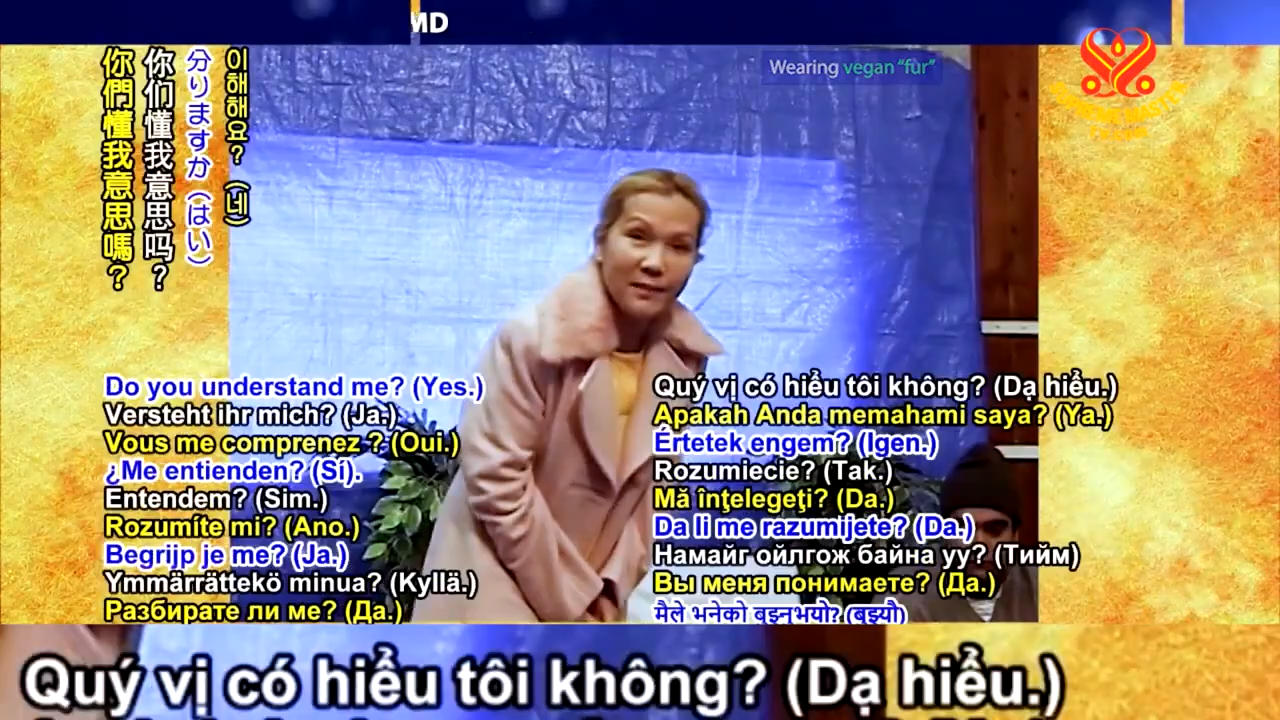 MD
Wearing vegan “fur”
SUPREME MASTER
이해해요? (네)
分りますか (はい)
你们懂我意思吗？
你們懂我意思嗎？
Do you understand me? (Yes.)
Versteht ihr mich? (Ja.)
Vous me comprenez ? (Oui.)
¿Me entienden? (Sí).
Entendem? (Sim.)
Rozumíte mi? (Ano.)
Begrijp je me? (Ja.)
Ymmärrättekö minua? (Kyllä.)
Разбирате ли ме? (Да.)
Quý vị có hiểu tôi không? (Dạ hiểu.)
Apakah Anda memahami saya? (Ya.)
Értetek engem? (Igen.)
Rozumiecie? (Tak.)
Mă înţelegeţi? (Da.)
Da li me razumijete? (Da.)
Намайг ойлгож байна уу? (Тийм)
Вы меня понимаете? (Да.)
मैले भनेको बुझ्नुभयो? (बुझ्यौ)
Quý vị có hiểu tôi không? (Dạ hiểu.)